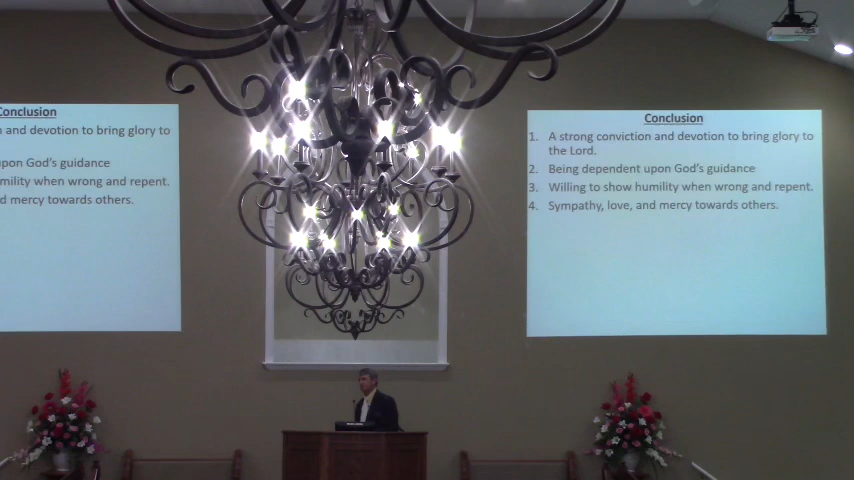 Conclusion
and devotion to bring glory to
upon God's guidance
mility when wrong and repent.
d mercy towards others.
Conclusion
1. A strong conviction and devotion to bring glory to
the Lord.
2. Being dependent upon God's guidance
3. Willing to show humility when wrong and repent.
4. Sympathy, love, and mercy towards others.